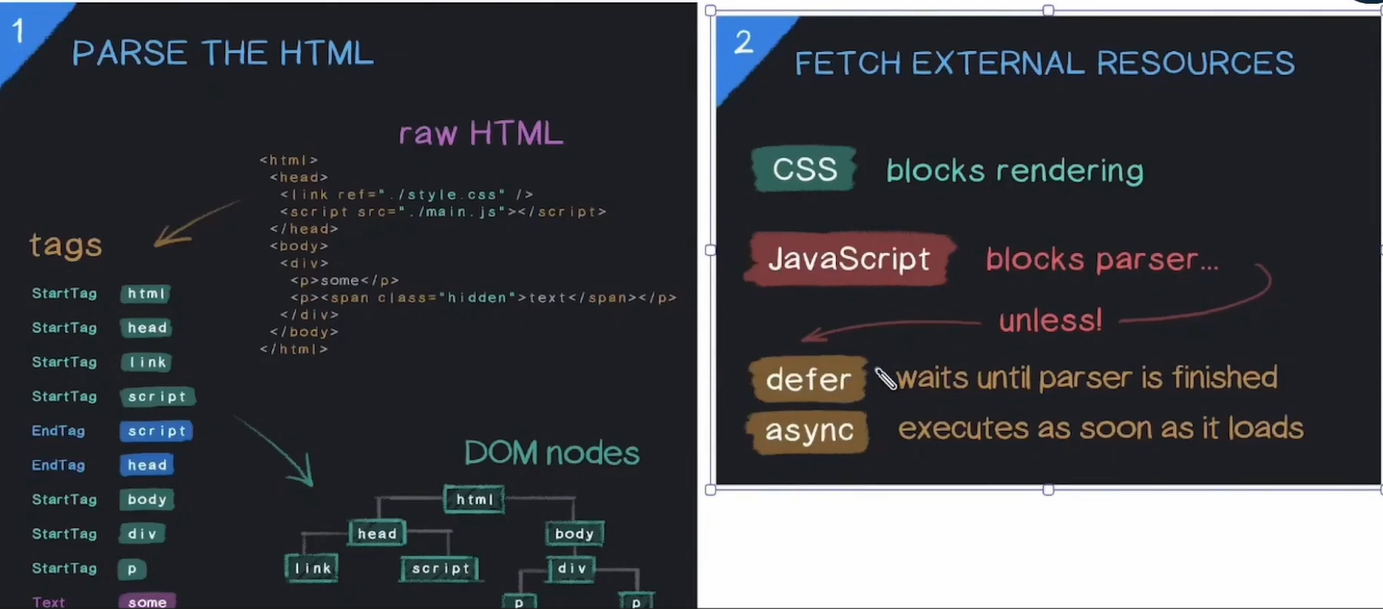 1
PARSE THE HTML
raw HTML
<html>
<head>
<link ref="./style.css" />
<script src="./main.js"></script>
</head>
<body>
<div>
<p>some</p>
<p><span class="hidden">text</span></p>
</div>
</body>
</html>
tags
StartTag html
StartTag head
StartTag link
StartTag script
EndTag script
EndTag head
StartTag body
StartTag div
StartTag p
Text some
DOM nodes
html
head body
link script div
p p
2
FETCH EXTERNAL RESOURCES
CSS blocks rendering
JavaScript blocks parser...
unless!
defer waits until parser is finished
async executes as soon as it loads